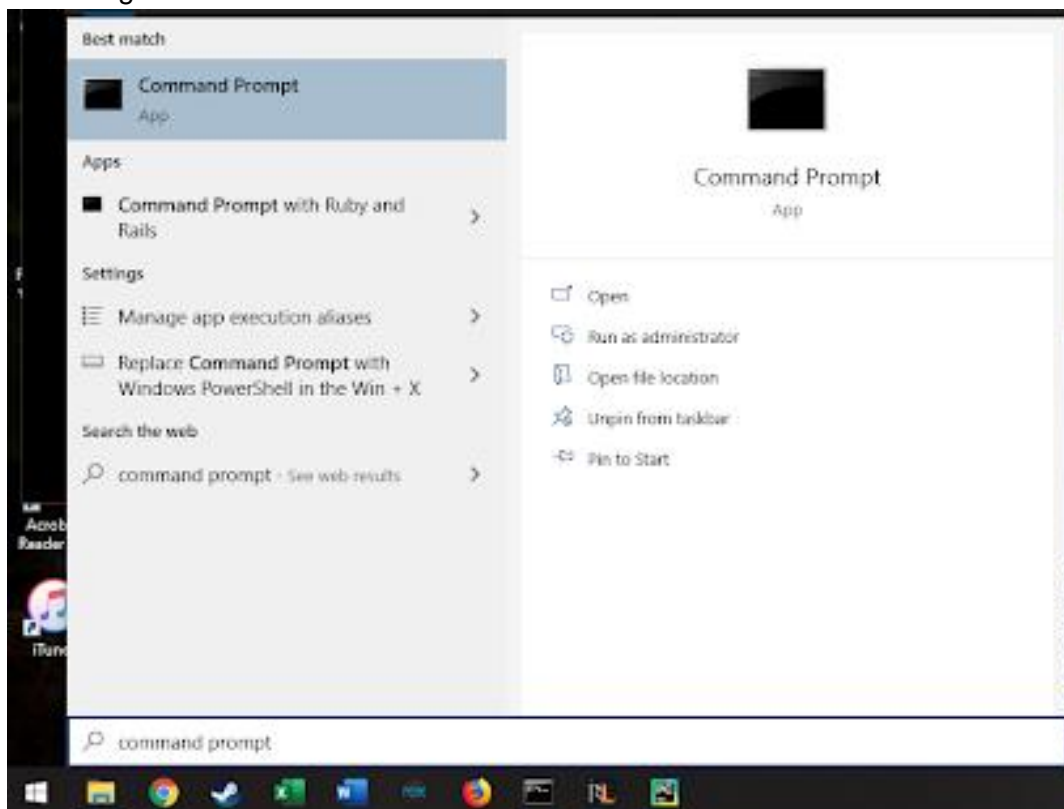 Best match
Command Prompt
App
Apps
Command Prompt with Ruby and
Rails
Settings
Manage app execution aliases
Replace Command Prompt with
Windows PowerShell in the Win + X
Search the web
command prompt - See web results
Command Prompt
App
Open
Run as administrator
Open file location
Unpin from taskbar
Pin to Start
Acrob
Reader
iTune
command prompt